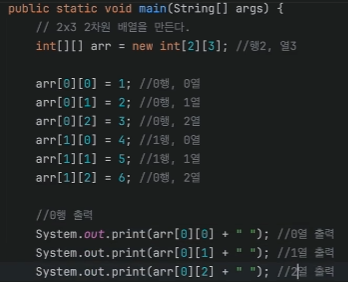 public static void main(String[] args) {
// 2x3 2차원 배열을 만든다.
int[][] arr = new int[2][3]; //행2, 열3
arr[0][0] = 1; //0행, 0열
arr[0][1] = 2; //0행, 1열
arr[0][2] = 3; //0행, 2열
arr[1][0] = 4; //1행, 0열
arr[1][1] = 5; //1행, 1열
arr[1][2] = 6; //0행, 2열
//0행 출력
System.out.print(arr[0][0] + " "); //0열 출력
System.out.print(arr[0][1] + " "); //1열 출력
System.out.print(arr[0][2] + " "); //2열 출력